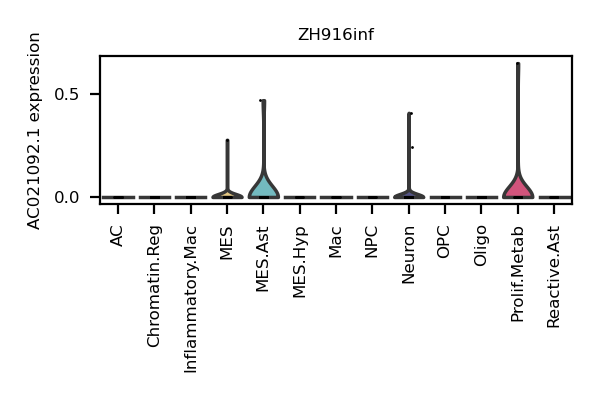 ZH916inf
AC021092.1 expression
0.5
0.0
AC
Chromatin.Reg
Inflammatory.Mac
MES
MES.Ast
MES.Hyp
Mac
NPC
Neuron
OPC
Oligo
Prolif.Metab
Reactive.Ast